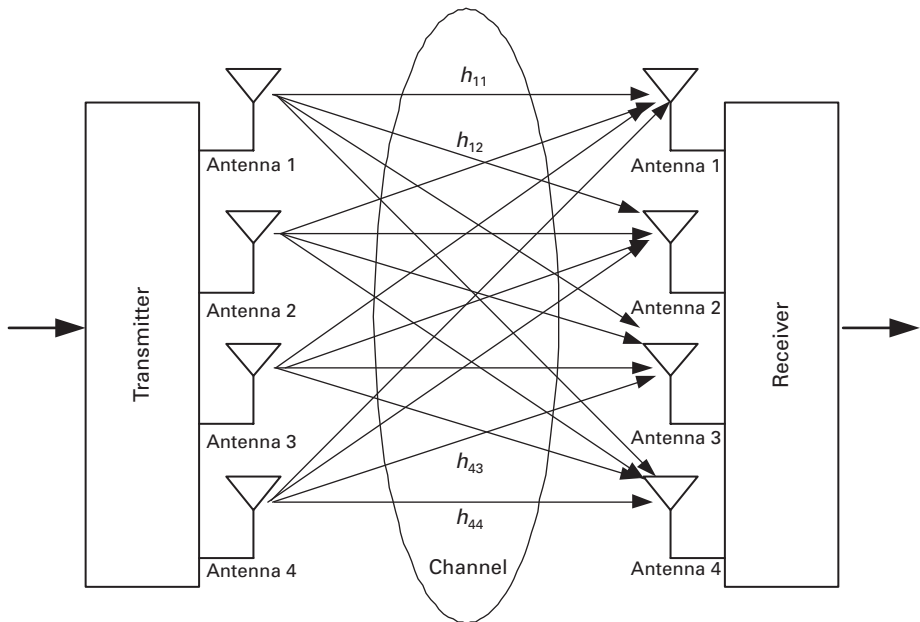 h₁₁
h₁₂
Antenna 1
Antenna 1
Transmitter
Antenna 2
Antenna 2
Receiver
Antenna 3
Antenna 3
h₄₃
h₄₄
Channel
Antenna 4
Antenna 4